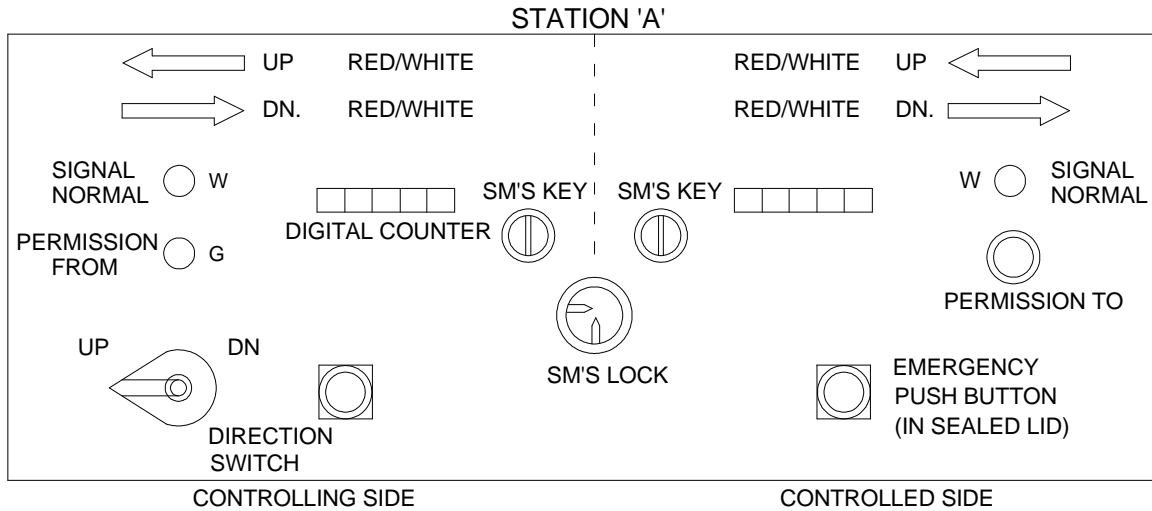 STATION 'A'
UP RED/WHITE RED/WHITE UP
DN. RED/WHITE RED/WHITE DN.
SIGNAL NORMAL W
SM'S KEY SM'S KEY
W SIGNAL NORMAL
DIGITAL COUNTER
PERMISSION FROM G
PERMISSION TO
UP DN
SM'S LOCK
EMERGENCY
PUSH BUTTON
(IN SEALED LID)
DIRECTION
SWITCH
CONTROLLING SIDE CONTROLLED SIDE